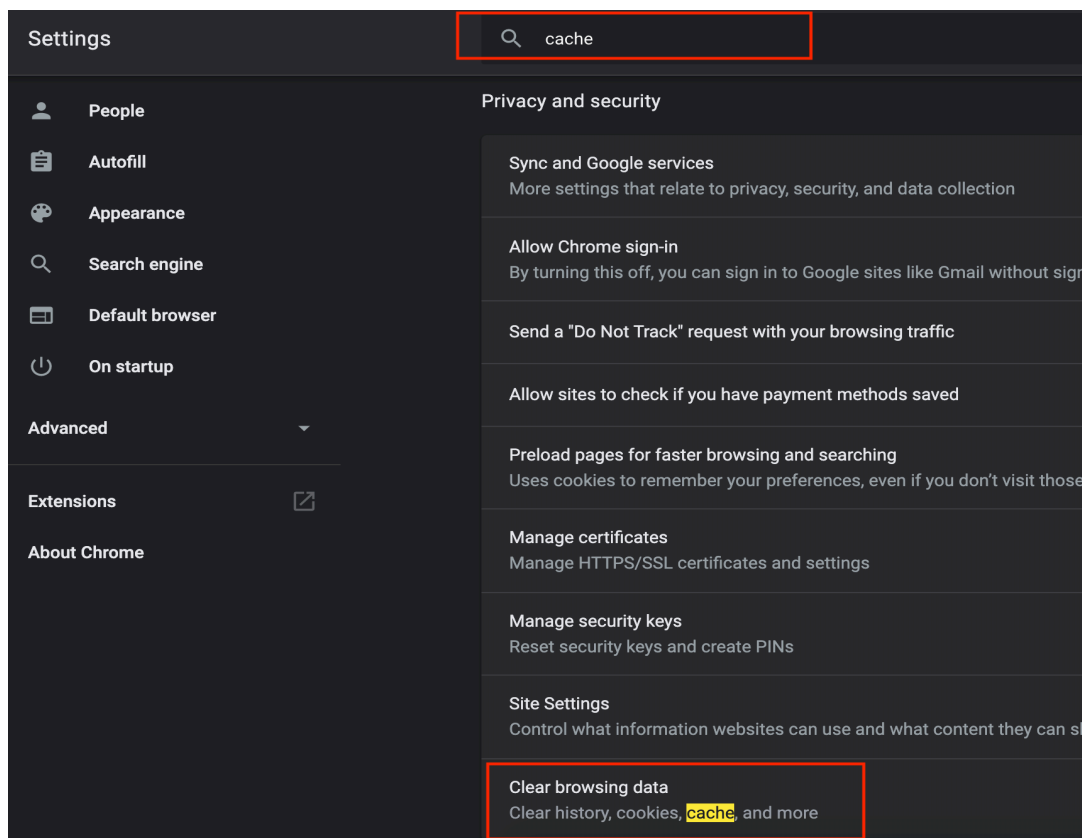 Settings
cache
People
Autofill
Appearance
Search engine
Default browser
On startup
Advanced
Extensions
About Chrome
Privacy and security
Sync and Google services
More settings that relate to privacy, security, and data collection
Allow Chrome sign-in
By turning this off, you can sign in to Google sites like Gmail without
Send a "Do Not Track" request with your browsing traffic
Allow sites to check if you have payment methods saved
Preload pages for faster browsing and searching
Uses cookies to remember your preferences, even if you don’t visit those
Manage certificates
Manage HTTPS/SSL certificates and settings
Manage security keys
Reset security keys and create PINs
Site Settings
Control what information websites can use and what content they can
Clear browsing data
Clear history, cookies, cache, and more